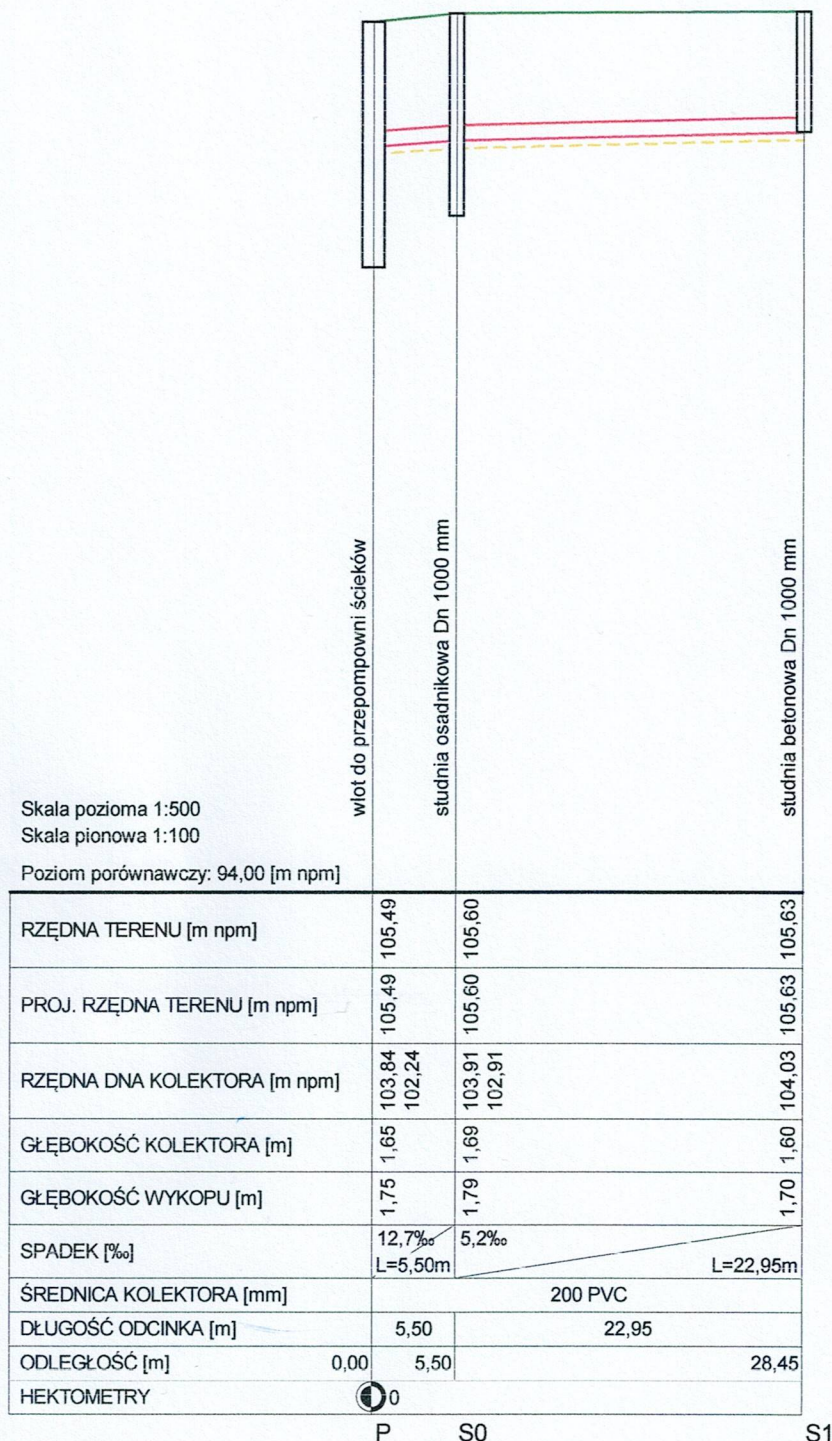 wlot do przepompowni ścieków
studnia osadnikowa Dn 1000 mm
studnia betonowa Dn 1000 mm
Skala pozioma 1:500
Skala pionowa 1:100
Poziom porównawczy: 94,00 [m npm]
RZĘDNA TERENU [m npm] 105,49 105,60 105,63
PROJ. RZĘDNA TERENU [m npm] 105,49 105,60 105,63
RZĘDNA DNA KOLEKTORA [m npm] 103,84 102,24 103,91 102,91 104,03
GŁĘBOKOŚĆ KOLEKTORA [m] 1,65 1,69 1,60
GŁĘBOKOŚĆ WYKOPU [m] 1,75 1,79 1,70
SPADEK [‰] 12,7‰ L=5,50m 5,2‰ L=22,95m
ŚREDNICA KOLEKTORA [mm] 200 PVC
DŁUGOŚĆ ODCINKA [m] 5,50 22,95
ODLEGŁOŚĆ [m] 0,00 5,50 28,45
HEKTOMETRY 0
P S0 S1